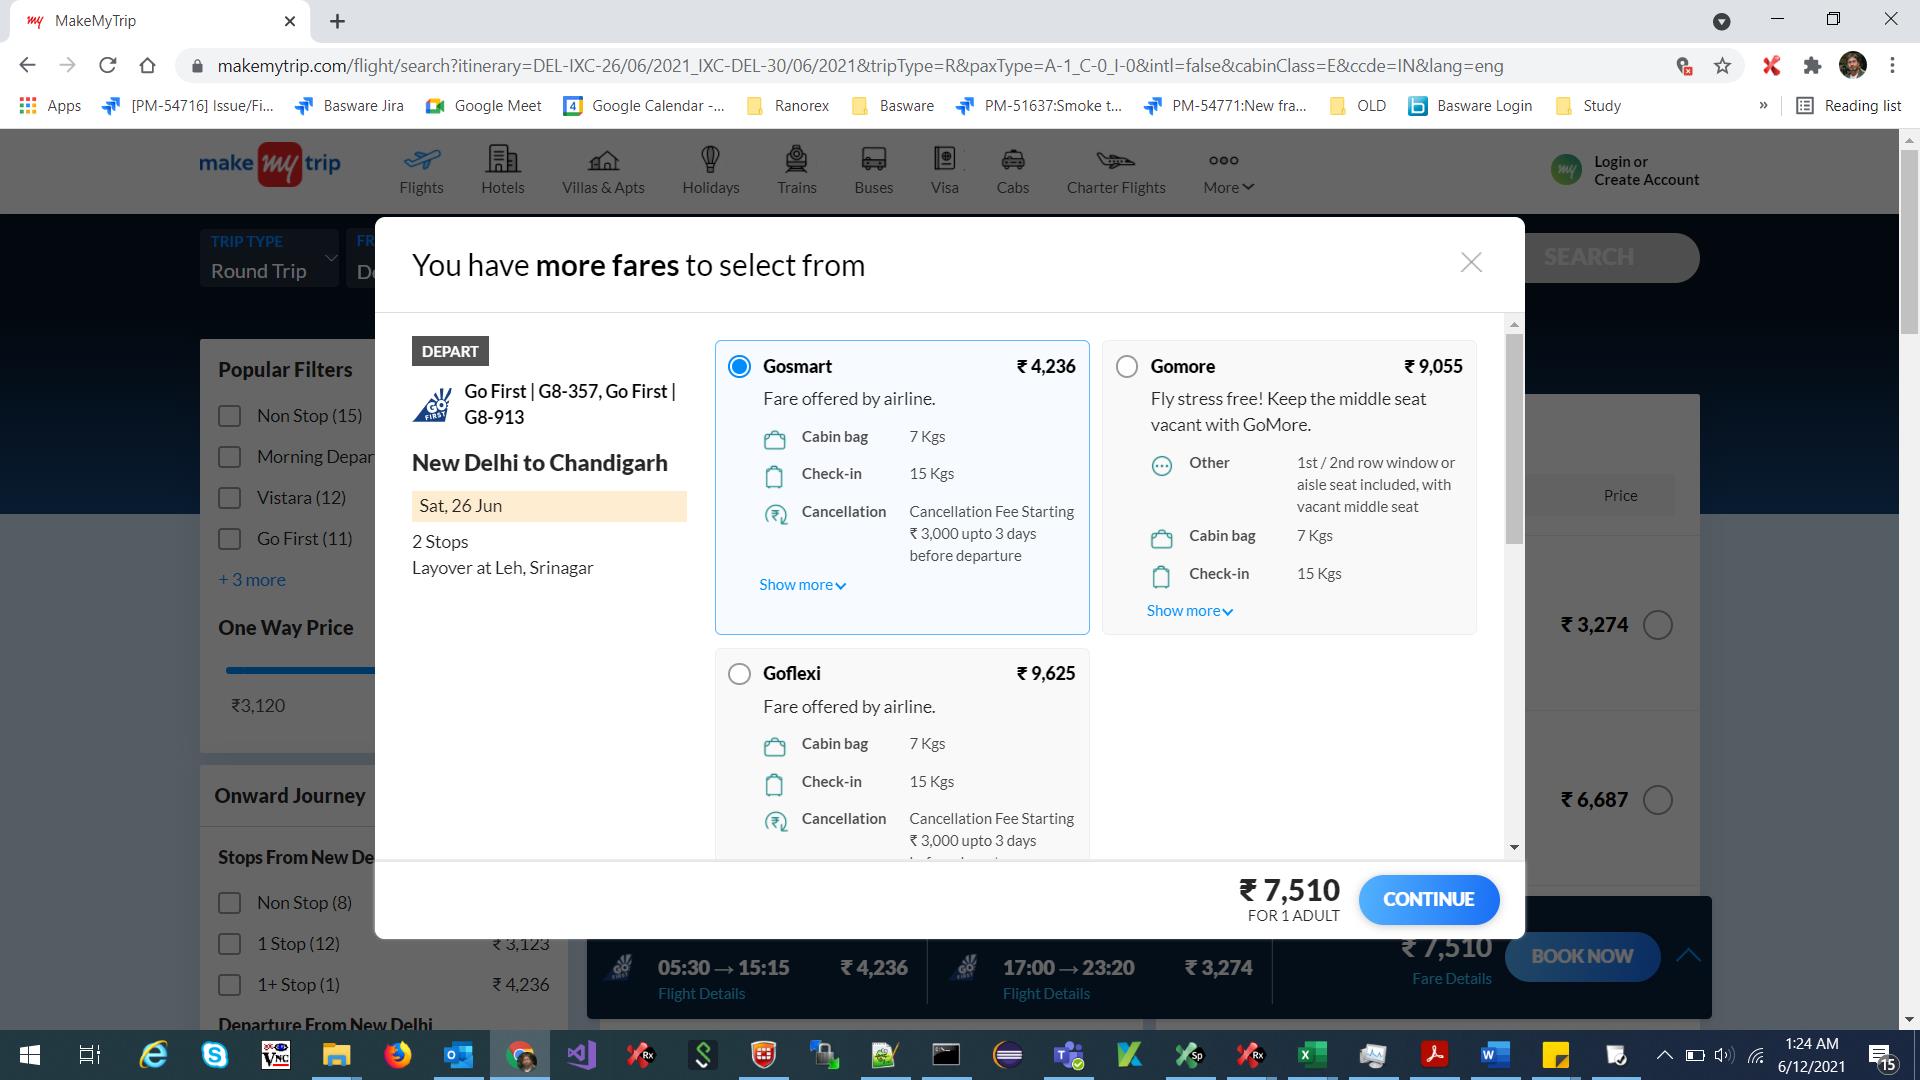 MakeMyTrip
makemytrip.com/flight/search?itinerary=DEL-IXC-26/06/2021_IXC-DEL-30/06/2021&tripType=R&paxType=A-1_C-0_I-0&intl=false&cabinClass=E&ccde=IN&lang=eng
Apps
[PM-54716] Issue/Fi...
Basware Jira
Google Meet
4 Google Calendar -...
Ranorex
Basware
PM-51637:Smoke t...
PM-54771:New fra...
OLD
Basware Login
Study
»
Reading list
make my trip
Flights
Hotels
Villas & Apts
Holidays
Trains
Buses
Visa
Cabs
Charter Flights
More
my
Login or
Create Account
TRIP TYPE
Round Trip
FR
De
SEARCH
Popular Filters
Non Stop (15)
Morning Depar
Vistara (12)
Go First (11)
+ 3 more
One Way Price
₹3,120
Onward Journey
Stops From New De
Non Stop (8)
1 Stop (12) ₹ 3,123
1+ Stop (1) ₹ 4,236
Departure From New Delhi
You have more fares to select from
DEPART
GO FIRST
Go First | G8-357, Go First |
G8-913
New Delhi to Chandigarh
Sat, 26 Jun
2 Stops
Layover at Leh, Srinagar
Gosmart ₹ 4,236
Fare offered by airline.
Cabin bag 7 Kgs
Check-in 15 Kgs
Cancellation Cancellation Fee Starting
₹ 3,000 upto 3 days
before departure
Show more
Gomore ₹ 9,055
Fly stress free! Keep the middle seat
vacant with GoMore.
Other 1st / 2nd row window or
aisle seat included, with
vacant middle seat
Cabin bag 7 Kgs
Check-in 15 Kgs
Show more
Goflexi ₹ 9,625
Fare offered by airline.
Cabin bag 7 Kgs
Check-in 15 Kgs
Cancellation Cancellation Fee Starting
₹ 3,000 upto 3 days
₹ 7,510
FOR 1 ADULT
CONTINUE
Price
₹ 3,274
₹ 6,687
05:30 → 15:15 ₹ 4,236
Flight Details
17:00 → 23:20 ₹ 3,274
Flight Details
₹ 7,510
Fare Details
BOOK NOW
1:24 AM
6/12/2021
15